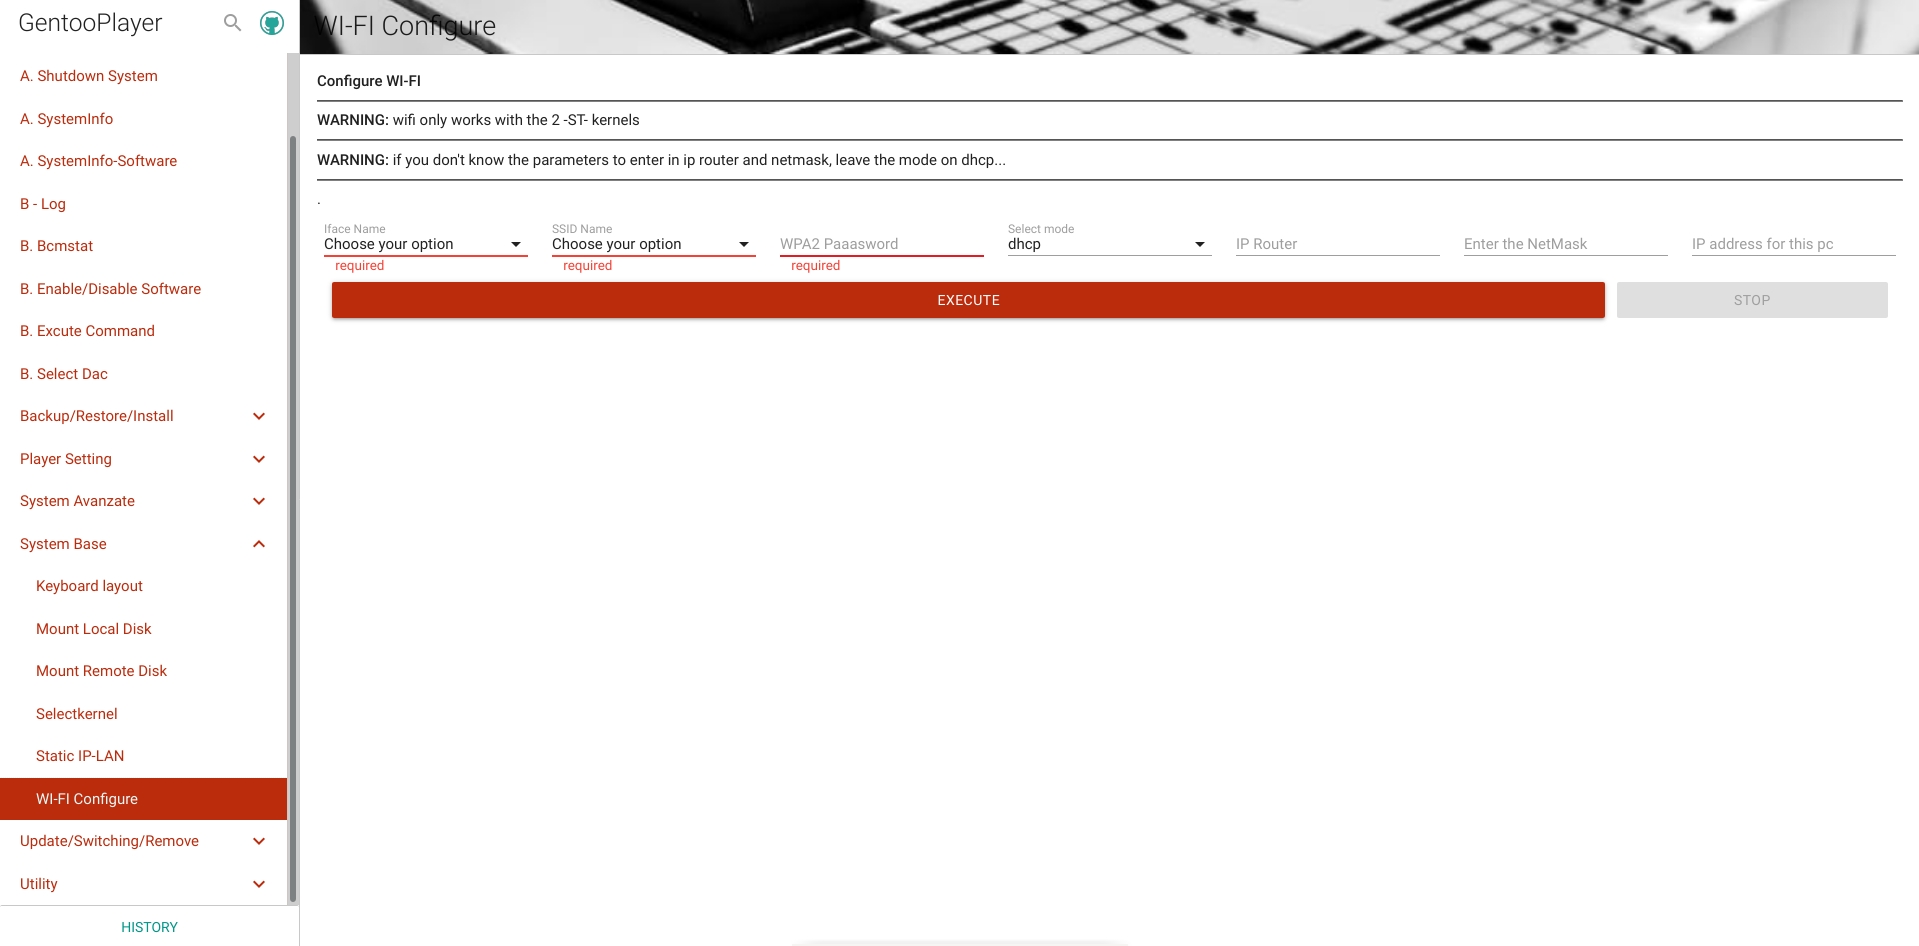 GentooPlayer
WI-FI Configure
A. Shutdown System
A. SystemInfo
A. SystemInfo-Software
B - Log
B. Bcmstat
B. Enable/Disable Software
B. Excute Command
B. Select Dac
Backup/Restore/Install
Player Setting
System Avanzate
System Base
Keyboard layout
Mount Local Disk
Mount Remote Disk
Selectkernel
Static IP-LAN
WI-FI Configure
Update/Switching/Remove
Utility
HISTORY
Configure WI-FI
WARNING: wifi only works with the 2 -ST- kernels
WARNING: if you don't know the parameters to enter in ip router and netmask, leave the mode on dhcp...
.
Iface Name
Choose your option
required
SSID Name
Choose your option
required
WPA2 Paaasword
required
Select mode
dhcp
IP Router
Enter the NetMask
IP address for this pc
EXECUTE
STOP